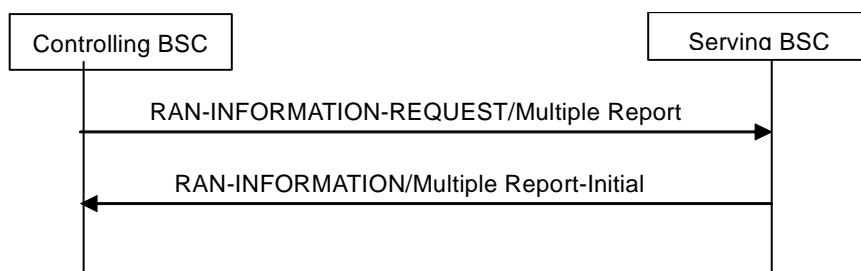 Controlling BSC
Serving BSC
RAN-INFORMATION-REQUEST/Multiple Report
RAN-INFORMATION/Multiple Report-Initial